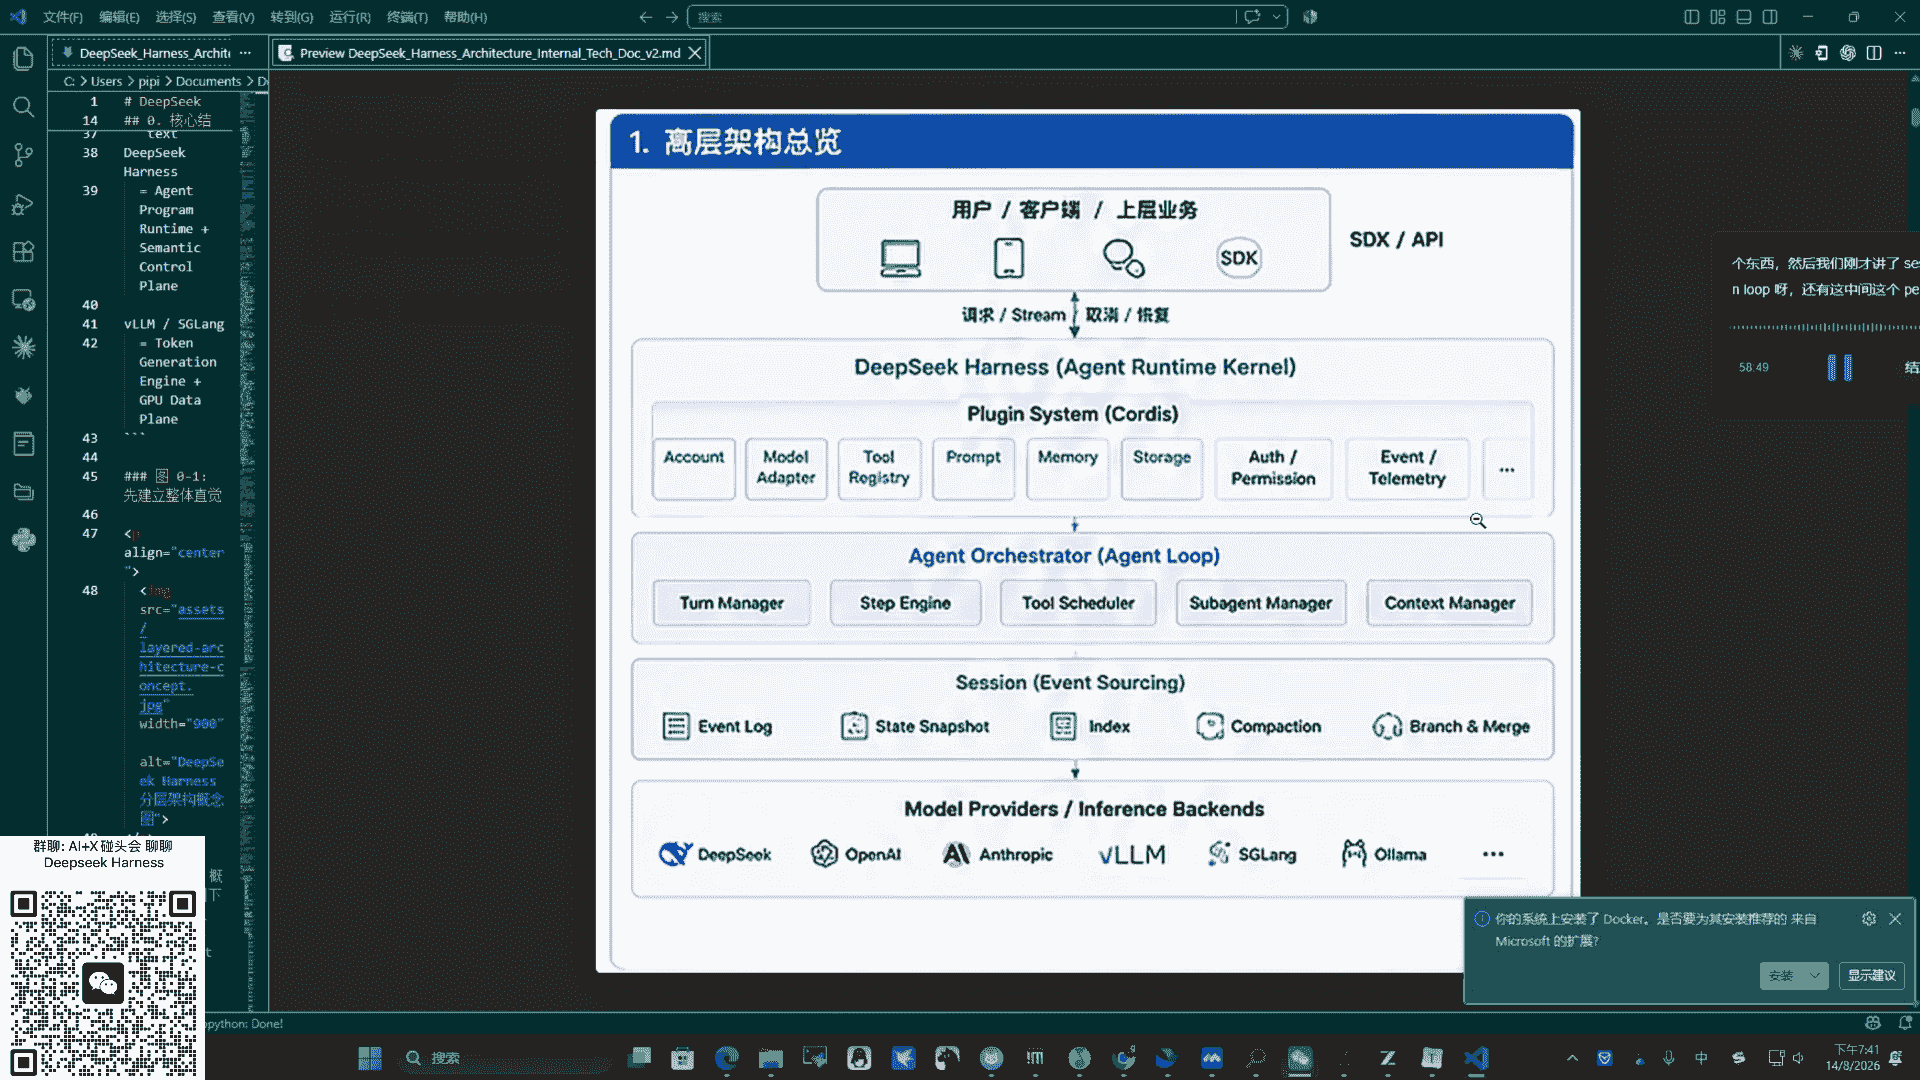 文件(F) 编辑(E) 选择(S) 查看(V) 转到(G) 运行(R) 终端(T) 帮助(H)
搜索
DeepSeek_Harness_Archite ···
Preview DeepSeek_Harness_Architecture_Internal_Tech_Doc_v2.md
C: > Users > pipi > Documents > D
1 # DeepSeek
14 ## 0. 核心结
37 text
38 DeepSeek
Harness
39 = Agent
Program
Runtime +
Semantic
Control
Plane
40
41 vLLM / SGLang
42 = Token
Generation
Engine +
GPU Data
Plane
43 ```
44
45 ### 图 0-1:
先建立整体直觉
46
47 <p
align="center
">
48 <img
src="assets
/
layered-arc
hitecture-c
oncept.
jpg"
width="900"
alt="DeepSe
ek Harness
分层架构概念
图">
1. 高层架构总览
用户 / 客户端 / 上层业务
SDK
SDX / API
请求 / Stream 取消 / 恢复
DeepSeek Harness (Agent Runtime Kernel)
Plugin System (Cordis)
Account
Model Adapter
Tool Registry
Prompt
Memory
Storage
Auth / Permission
Event / Telemetry
...
Agent Orchestrator (Agent Loop)
Turn Manager
Step Engine
Tool Scheduler
Subagent Manager
Context Manager
Session (Event Sourcing)
Event Log
State Snapshot
Index
Compaction
Branch & Merge
Model Providers / Inference Backends
DeepSeek
OpenAI
Anthropic
vLLM
SGLang
Ollama
...
个东西，然后我们刚才讲了 ses
n loop 呀，还有这中间这个 pe
58:49
结
你的系统上安装了 Docker。是否要为其安装推荐的 来自
Microsoft 的扩展?
安装
显示建议
群聊: AI+X 碰头会 聊聊
Deepseek Harness
概
下
t
python: Done!
搜索
中
下午7:41
14/8/2026